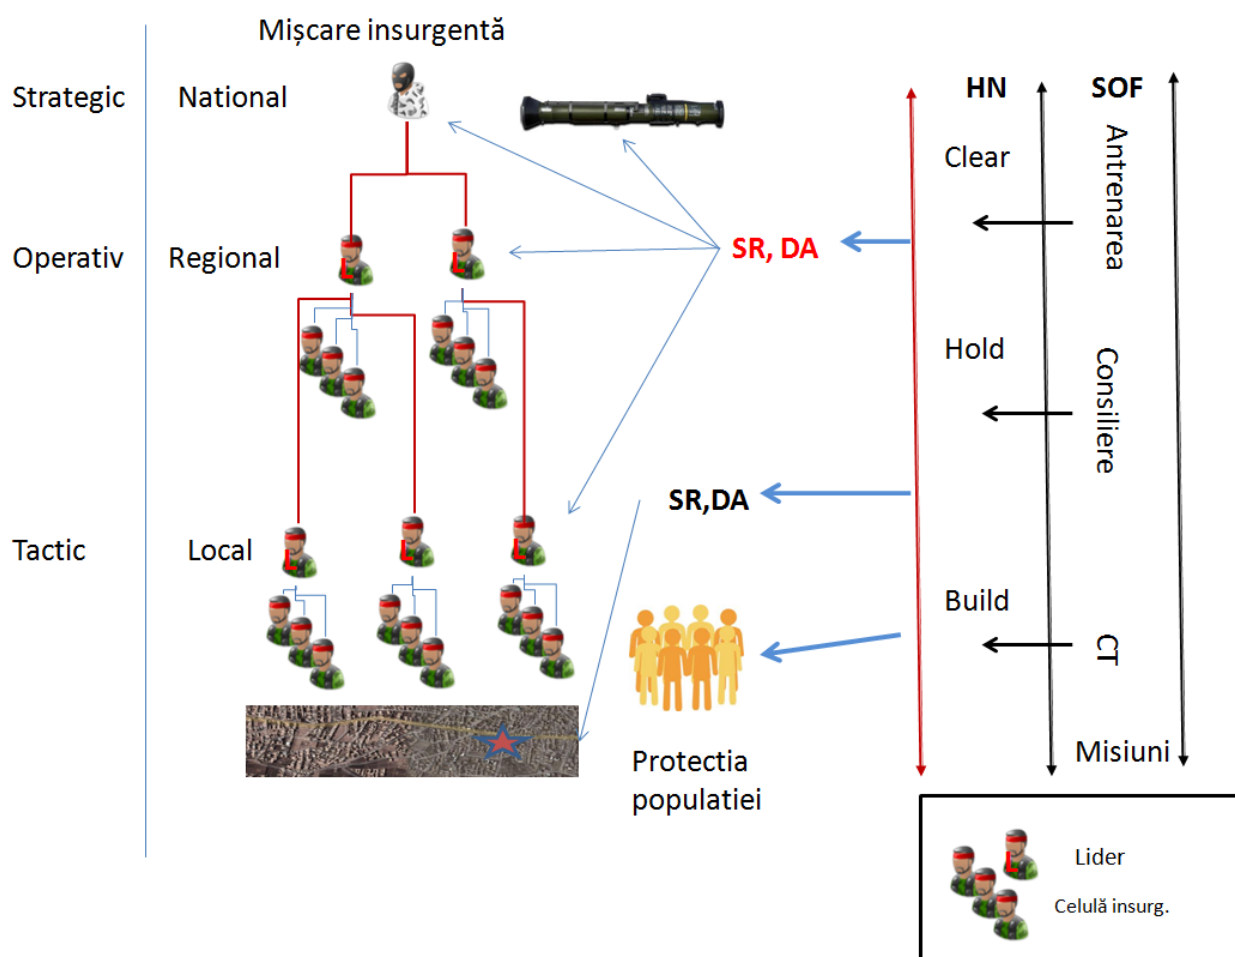 Mișcare insurgentă
Strategic
National
HN
SOF
Clear
Antrenarea
Operativ
Regional
L
L
SR, DA
Hold
Consiliere
SR,DA
Tactic
Local
L
L
L
Build
CT
Protectia
populatiei
Misiuni
L
Lider
Celulă insurg.